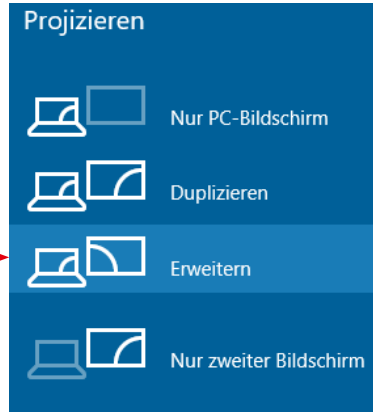 Projizieren
Nur PC-Bildschirm
Duplizieren
Erweitern
Nur zweiter Bildschirm